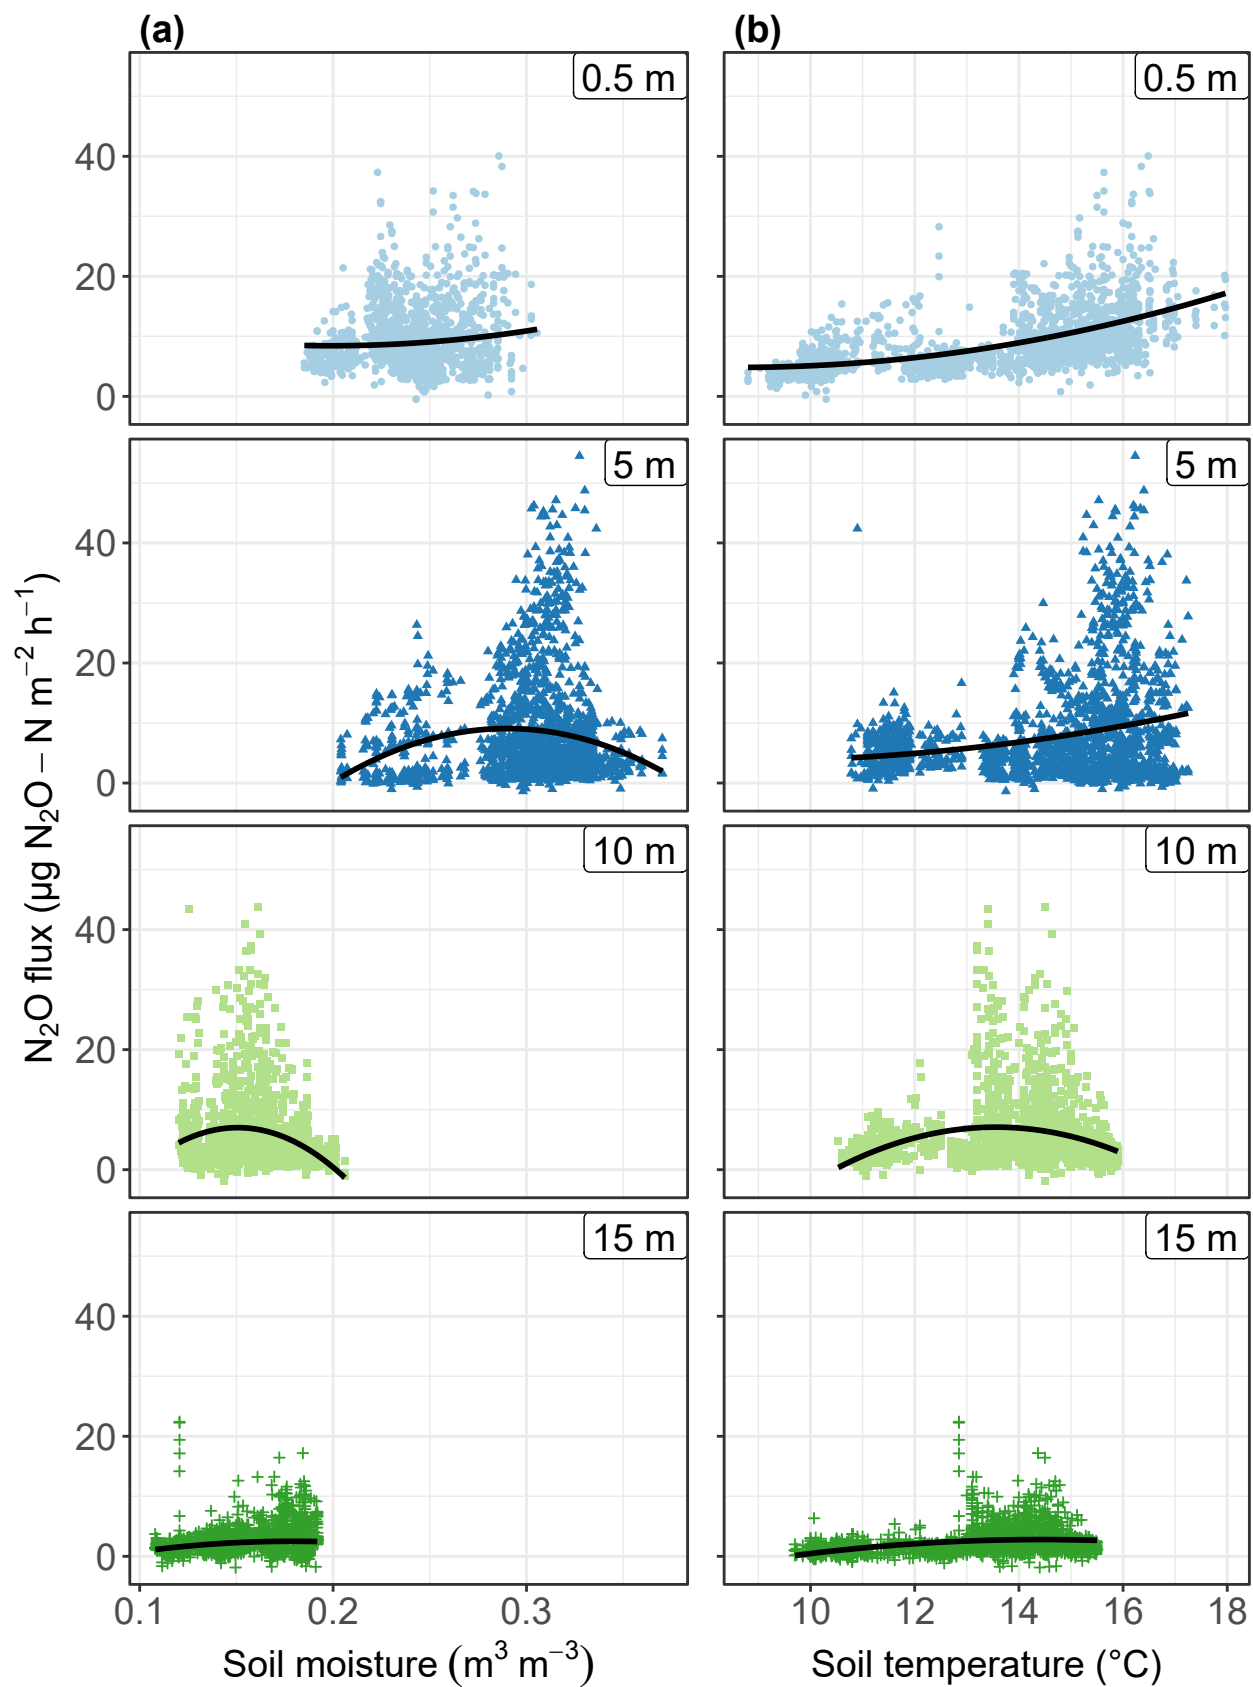 (a) (b)
0.5 m 0.5 m
40
20
0
5 m 5 m
40
20
0
N₂O flux (µg N₂O – N m⁻² h⁻¹)
10 m 10 m
40
20
0
15 m 15 m
40
20
0
0.1 0.2 0.3 10 12 14 16 18
Soil moisture (m³ m⁻³) Soil temperature (°C)